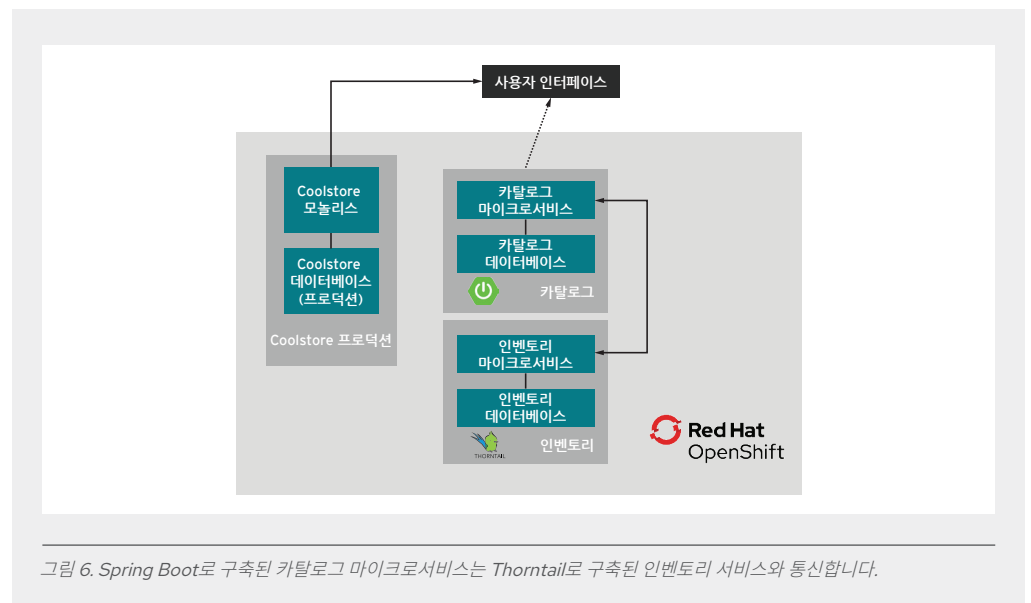 사용자 인터페이스
Coolstore
모놀리스
Coolstore
데이터베이스
(프로덕션)
Coolstore 프로덕션
카탈로그
마이크로서비스
카탈로그
데이터베이스
카탈로그
인벤토리
마이크로서비스
인벤토리
데이터베이스
THORNTAIL
인벤토리
Red Hat
OpenShift
그림 6. Spring Boot로 구축된 카탈로그 마이크로서비스는 Thorntail로 구축된 인벤토리 서비스와 통신합니다.